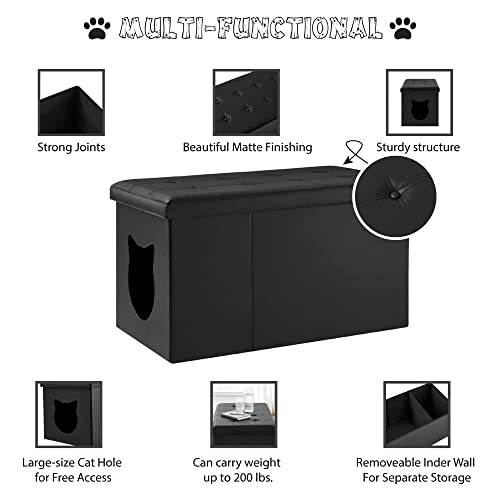 MULTI-FUNCTIONAL
Strong Joints
Beautiful Matte Finishing
Sturdy structure
Large-size Cat Hole
for Free Access
Can carry weight
up to 200 lbs.
Removeable Inder Wall
For Separate Storage